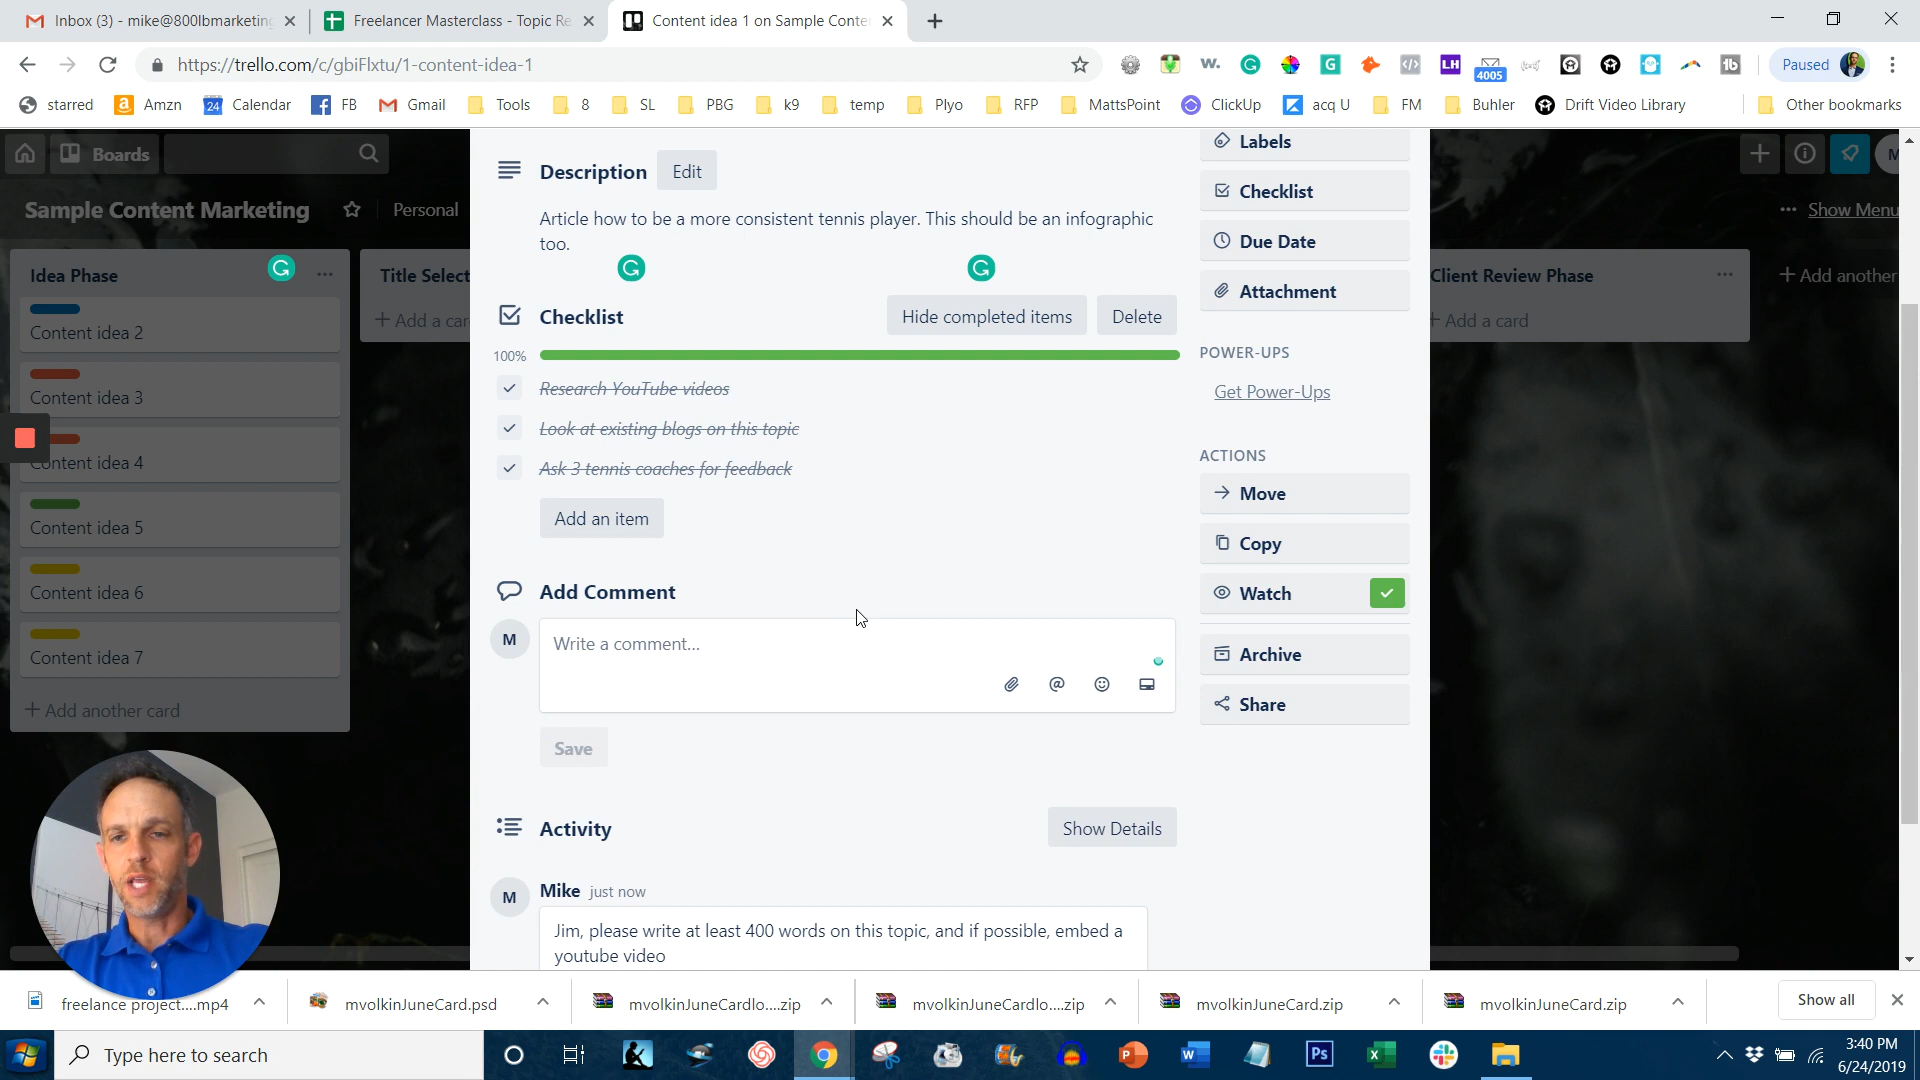 Inbox (3) - mike@800lbmarketing
Freelancer Masterclass - Topic Re
Content idea 1 on Sample Conte
https://trello.com/c/gbiFlxtu/1-content-idea-1
4005
Paused
starred
Amzn
24
Calendar
FB
Gmail
Tools
8
SL
PBG
k9
temp
Plyo
RFP
MattsPoint
ClickUp
acq U
FM
Buhler
Drift Video Library
Other bookmarks
Boards
Sample Content Marketing
Personal
Show Menu
Idea Phase
Content idea 2
Content idea 3
Content idea 4
Content idea 5
Content idea 6
Content idea 7
+ Add another card
Title Select
+ Add a car
Description
Edit
Article how to be a more consistent tennis player. This should be an infographic
too.
Checklist
Hide completed items
Delete
100%
Research YouTube videos
Look at existing blogs on this topic
Ask 3 tennis coaches for feedback
Add an item
Add Comment
M
Write a comment...
Save
Activity
Show Details
M
Mike just now
Jim, please write at least 400 words on this topic, and if possible, embed a
youtube video
Labels
Checklist
Due Date
Attachment
POWER-UPS
Get Power-Ups
ACTIONS
Move
Copy
Watch
Archive
Share
Client Review Phase
Add a card
+ Add another
freelance project....mp4
mvolkinJuneCard.psd
mvolkinJuneCardlo....zip
mvolkinJuneCardlo....zip
mvolkinJuneCard.zip
mvolkinJuneCard.zip
Show all
Type here to search
3:40 PM
6/24/2019